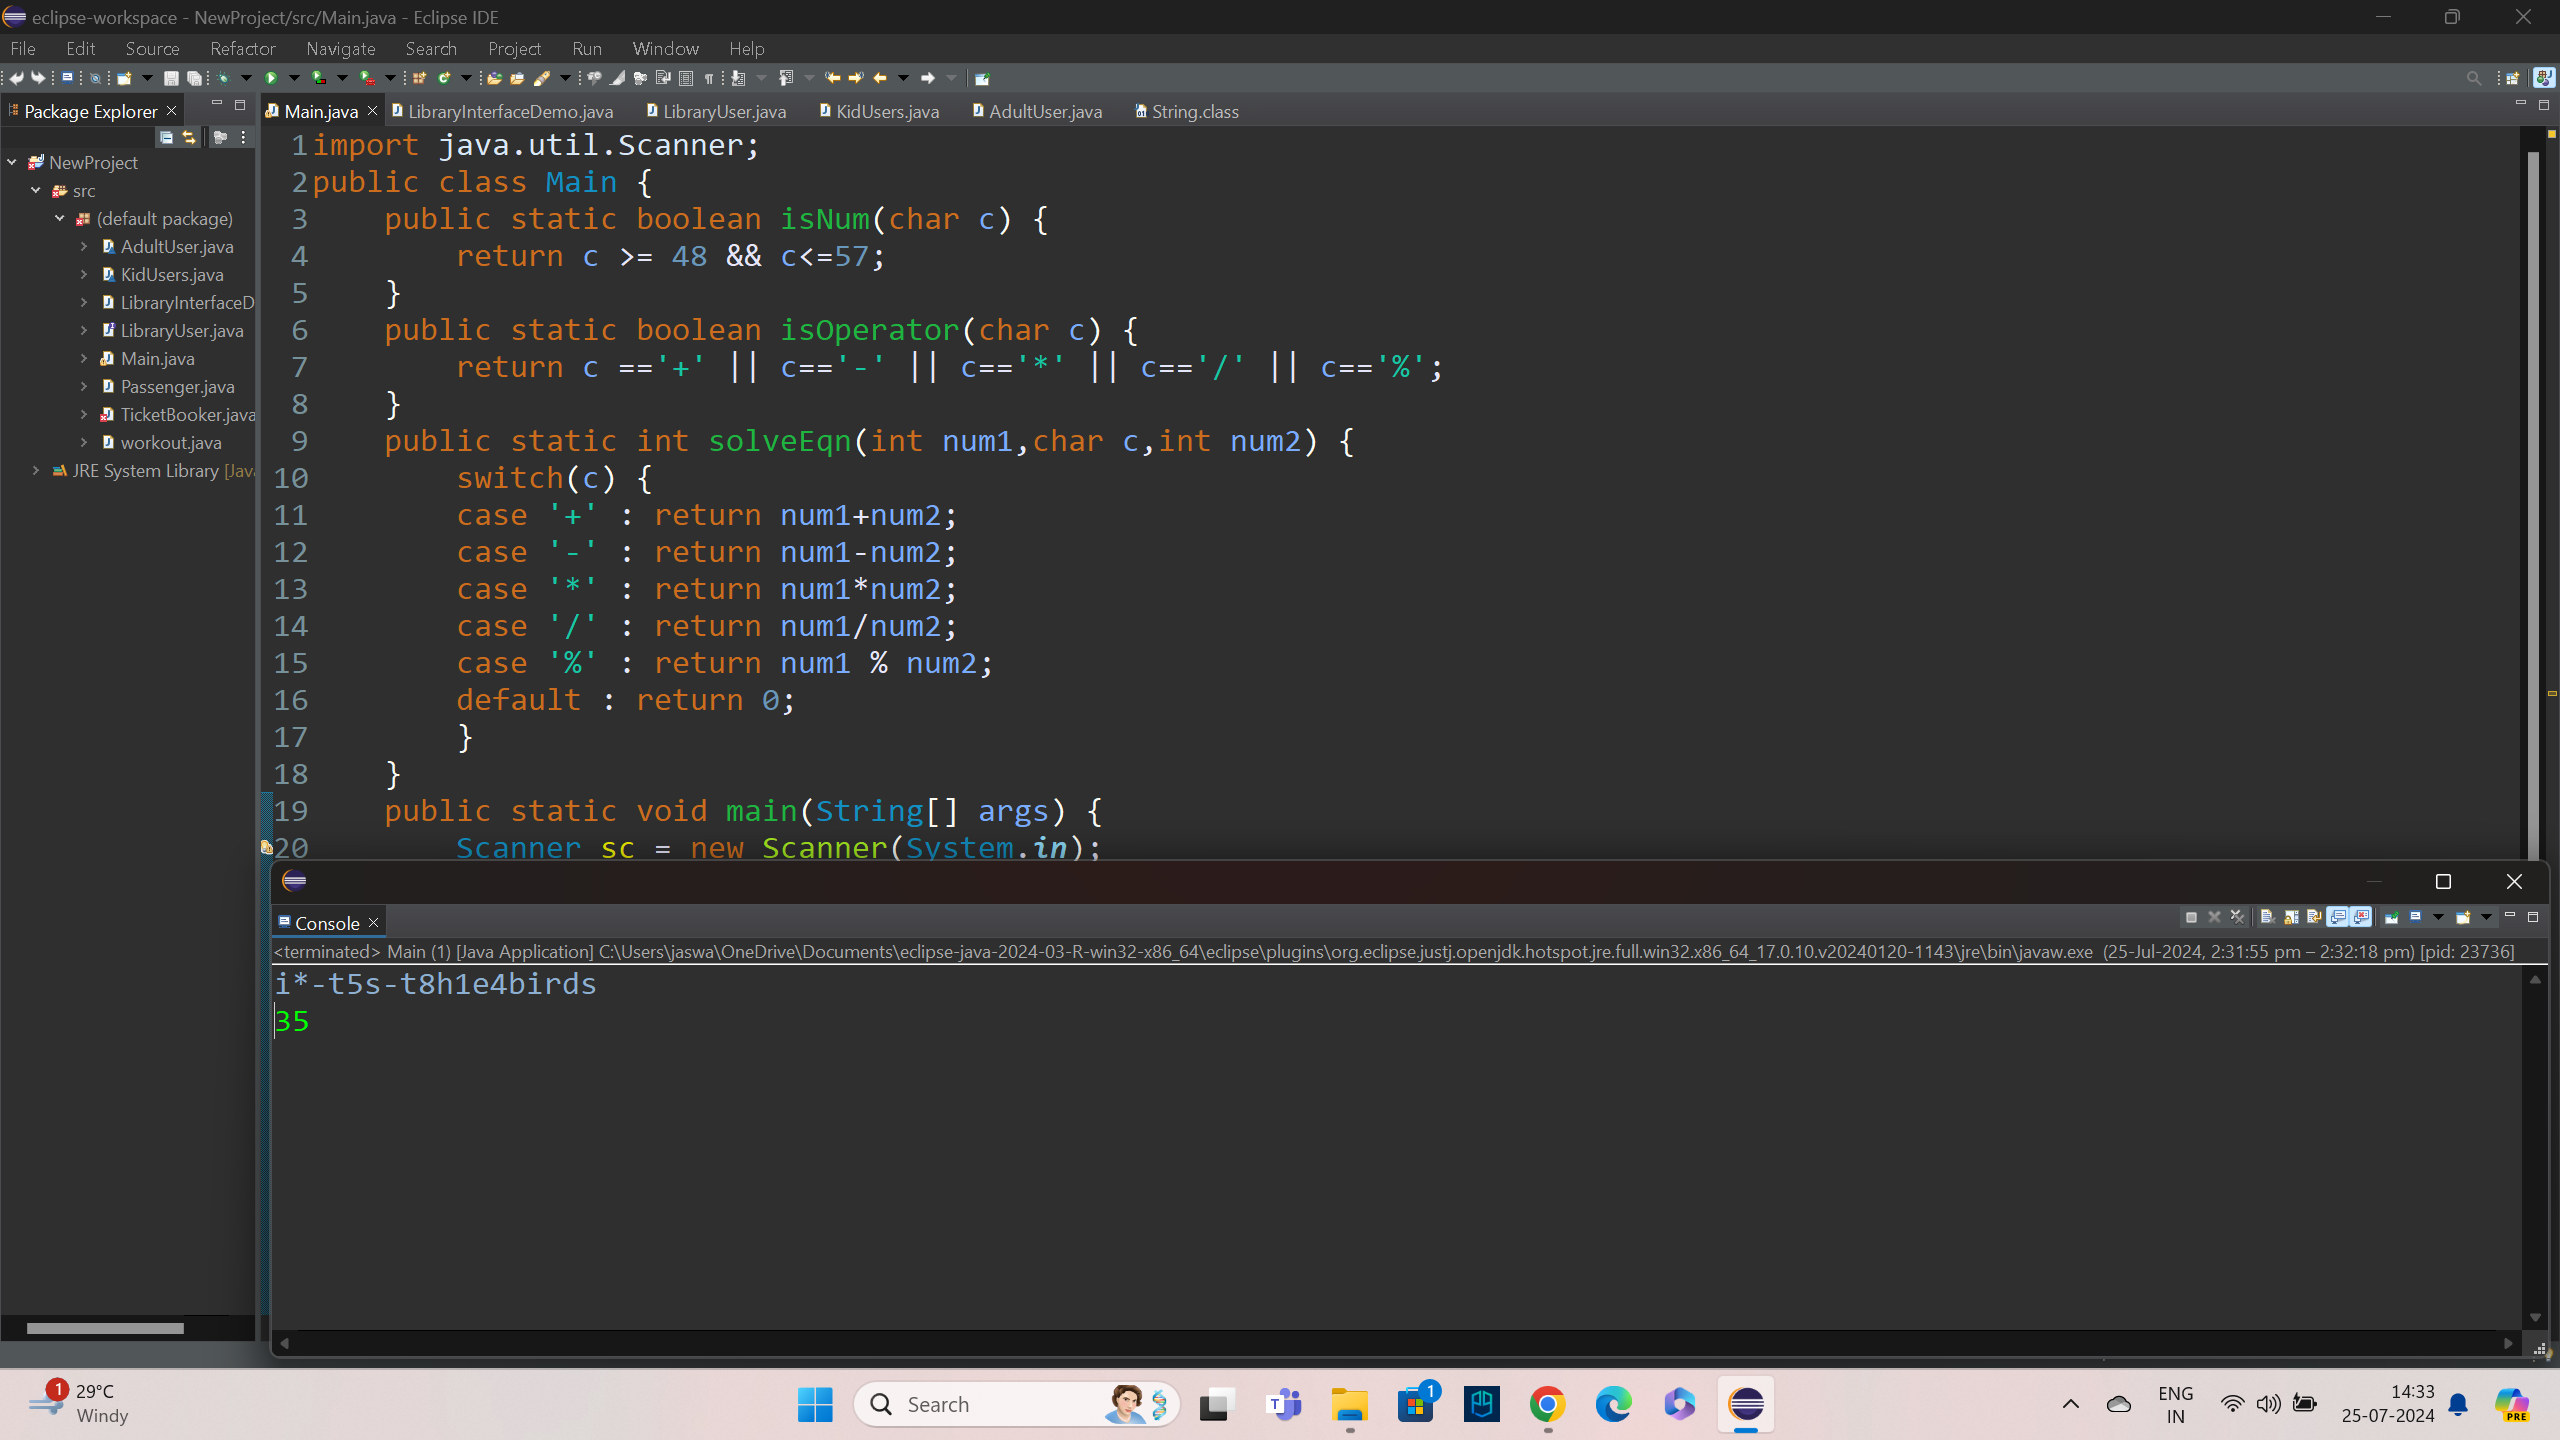 eclipse-workspace - NewProject/src/Main.java - Eclipse IDE
File Edit Source Refactor Navigate Search Project Run Window Help
Package Explorer
Main.java LibraryInterfaceDemo.java LibraryUser.java KidUsers.java AdultUser.java String.class
NewProject
src
(default package)
AdultUser.java
KidUsers.java
LibraryInterfaceD
LibraryUser.java
Main.java
Passenger.java
TicketBooker.java
workout.java
JRE System Library [Java
1 import java.util.Scanner;
2 public class Main {
3     public static boolean isNum(char c) {
4         return c >= 48 && c<=57;
5     }
6     public static boolean isOperator(char c) {
7         return c =='+' || c=='-' || c=='*' || c=='/' || c=='%';
8     }
9     public static int solveEqn(int num1,char c,int num2) {
10         switch(c) {
11         case '+' : return num1+num2;
12         case '-' : return num1-num2;
13         case '*' : return num1*num2;
14         case '/' : return num1/num2;
15         case '%' : return num1 % num2;
16         default : return 0;
17         }
18     }
19     public static void main(String[] args) {
20         Scanner sc = new Scanner(System.in);
Console
<terminated> Main (1) [Java Application] C:\Users\jaswa\OneDrive\Documents\eclipse-java-2024-03-R-win32-x86_64\eclipse\plugins\org.eclipse.justj.openjdk.hotspot.jre.full.win32.x86_64_17.0.10.v20240120-1143\jre\bin\javaw.exe (25-Jul-2024, 2:31:55 pm – 2:32:18 pm) [pid: 23736]
i*-t5s-t8h1e4birds
35
1
29°C
Windy
Search
1
ENG
IN
14:33
25-07-2024
PRE